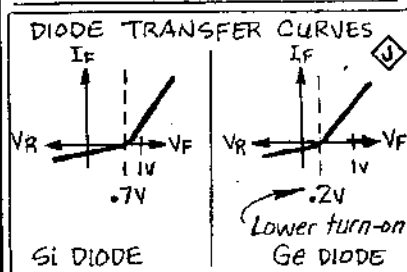 DIODE TRANSFER CURVES
J
IF
VR
VF
1V
.7V
Si DIODE
IF
VR
VF
1V
.2V
Lower turn-on
Ge DIODE